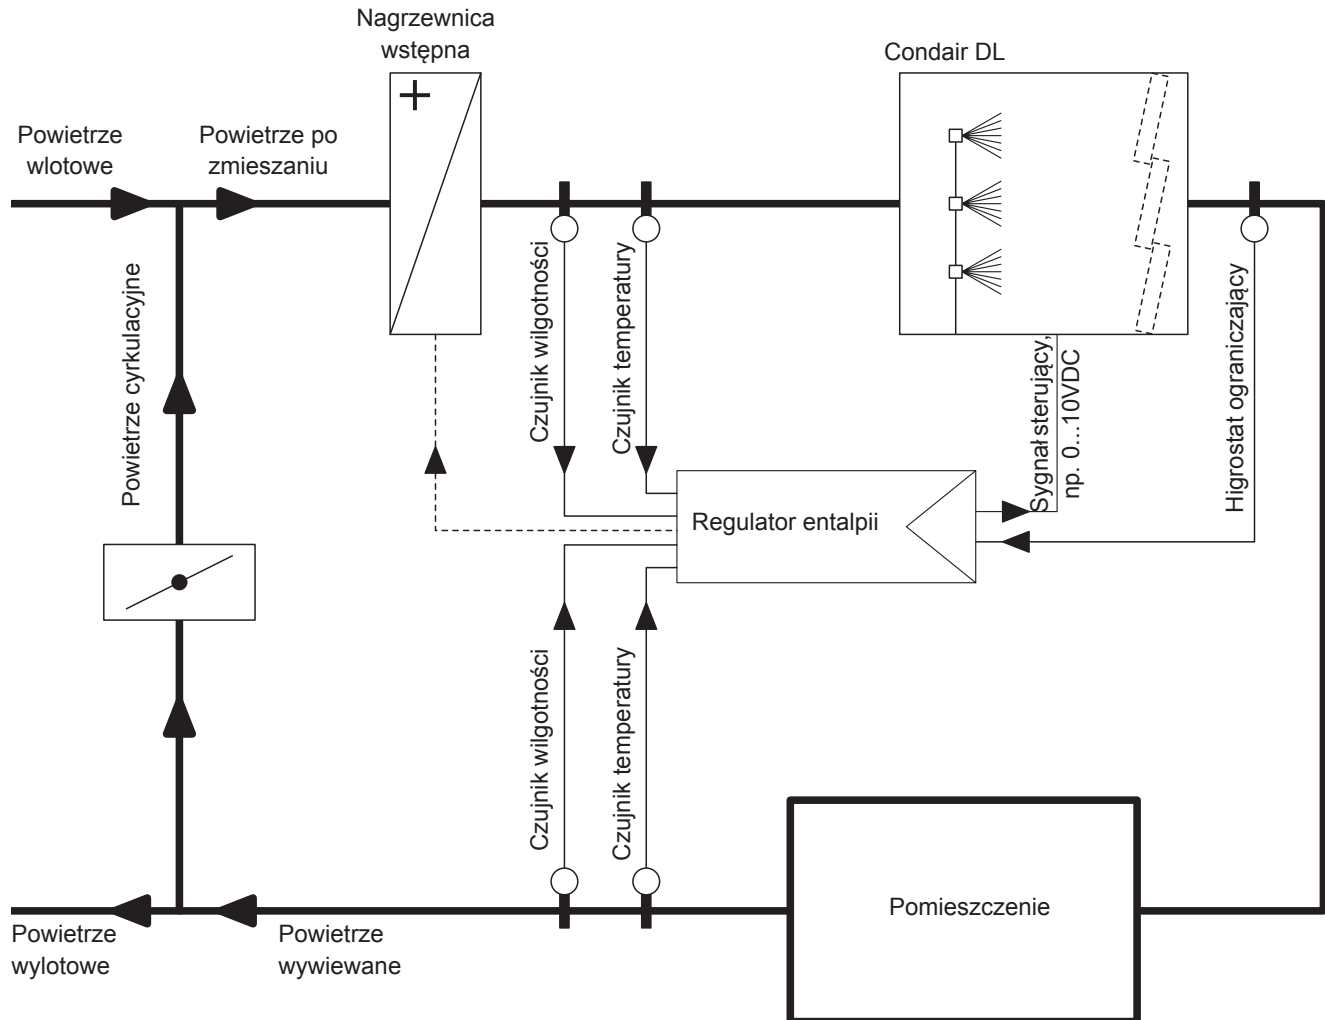 Nagrzewnica
wstępna
Condair DL
Powietrze
wlotowe
Powietrze po
zmieszaniu
Powietrze cyrkulacyjne
Czujnik wilgotności
Czujnik temperatury
Sygnał sterujący,
np. 0...10VDC
Higrostat ograniczający
Regulator entalpii
Czujnik wilgotności
Czujnik temperatury
Pomieszczenie
Powietrze
wylotowe
Powietrze
wywiewane